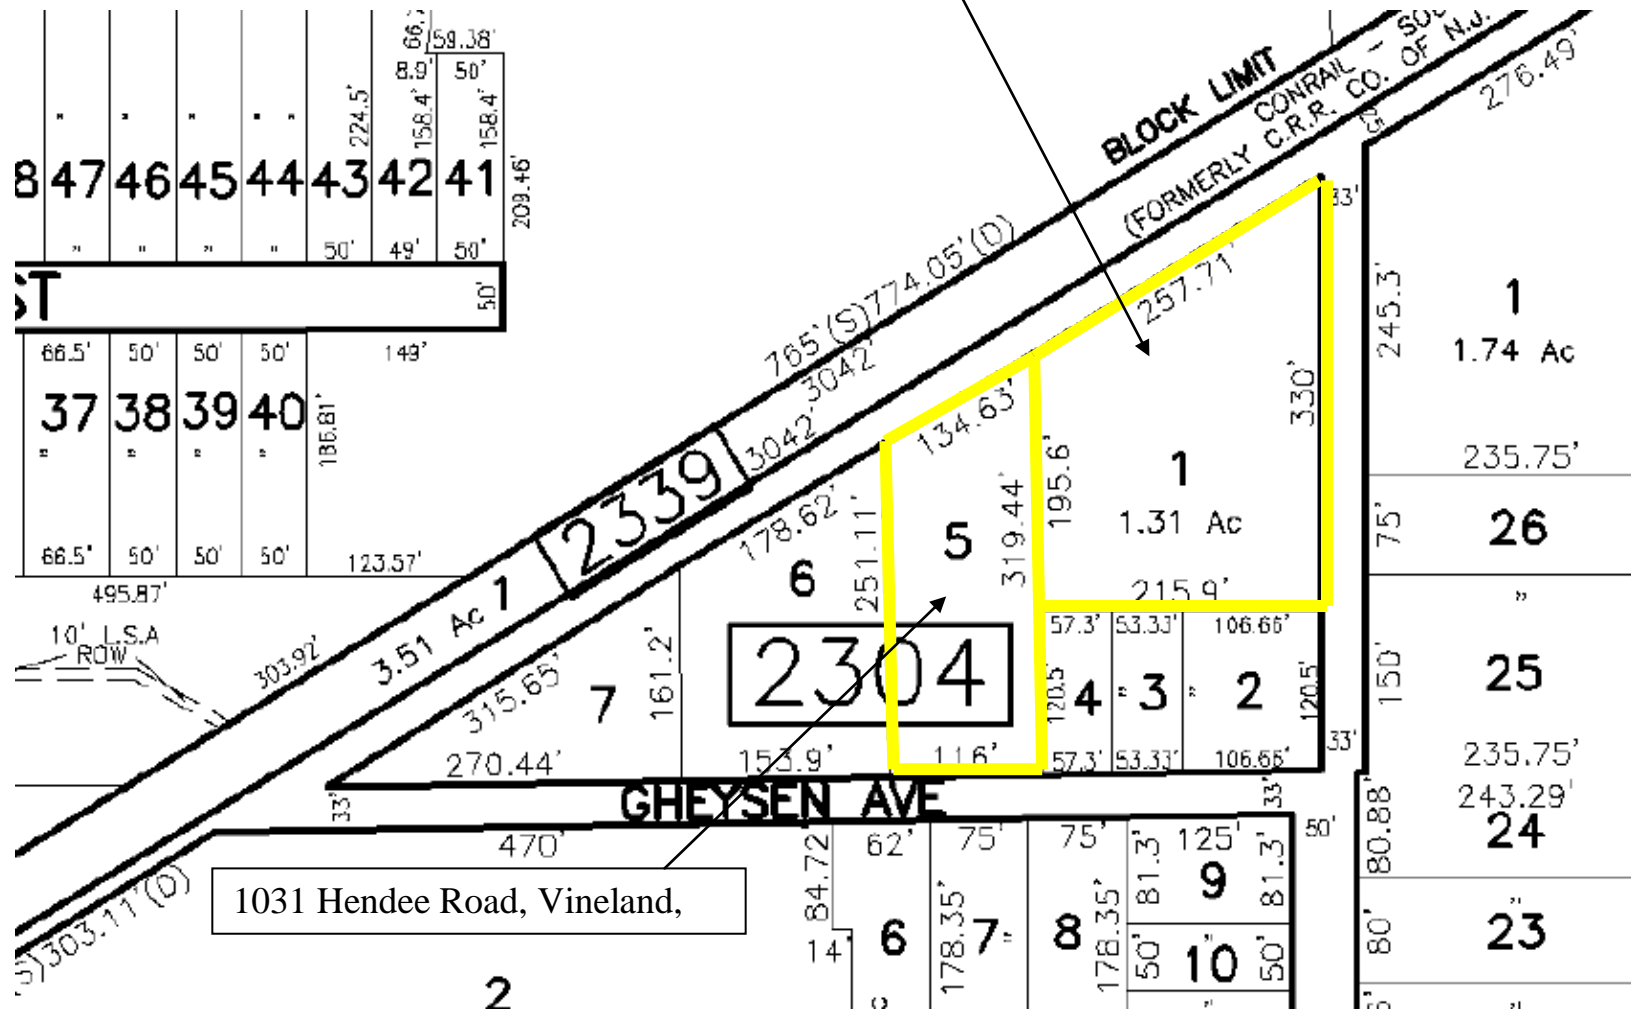 66.
59.38'
8.9' 50'
224.5' 158.4' 158.4'
8 47 46 45 44 43 42 41
209.46'
" " " " 50' 49' 50'
ST
50'
66.5' 50' 50' 50' 149'
37 38 39 40
186.81'
66.5' 50' 50' 50' 123.57'
495.87'
10' L.S.A
ROW
303.92'
3.51 Ac 1
2339
BLOCK LIMIT
CONRAIL - SOU
(FORMERLY C.R.R. CO. OF N.J.
276.49'
25'
765'(S) 774.05'(D)
3042'
3042'
257.71'
33'
134.63'
178.62'
315.65'
245.3'
1
1.74 Ac
330'
235.75'
195.6'
1
1.31 Ac
319.44'
5
251.11'
6
75'
26
"
215.9'
57.3' 53.33' 106.66'
2304
161.2'
7
120.5 4 " 3 " 2 120.5'
150'
25
33'
235.75'
270.44' 153.9' 116' 57.3' 53.33' 106.66'
33'
GHEYSEN AVE
33'
243.29'
24
80.88
50'
470'
84.72
62' 75' 75' 81.3' 125' 81.3'
9
1031 Hendee Road, Vineland,
S)303.11'(D)
14'
6
178.35'
7
8
178.35'
50'
10
50'
80'
"
23
2